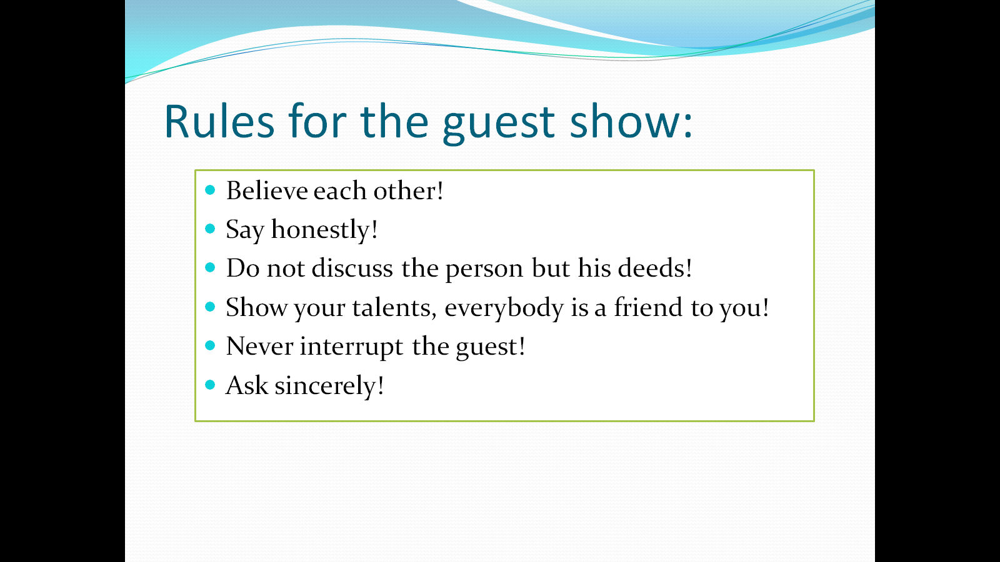 Rules for the guest show:
• Believe each other!
• Say honestly!
• Do not discuss the person but his deeds!
• Show your talents, everybody is a friend to you!
• Never interrupt the guest!
• Ask sincerely!